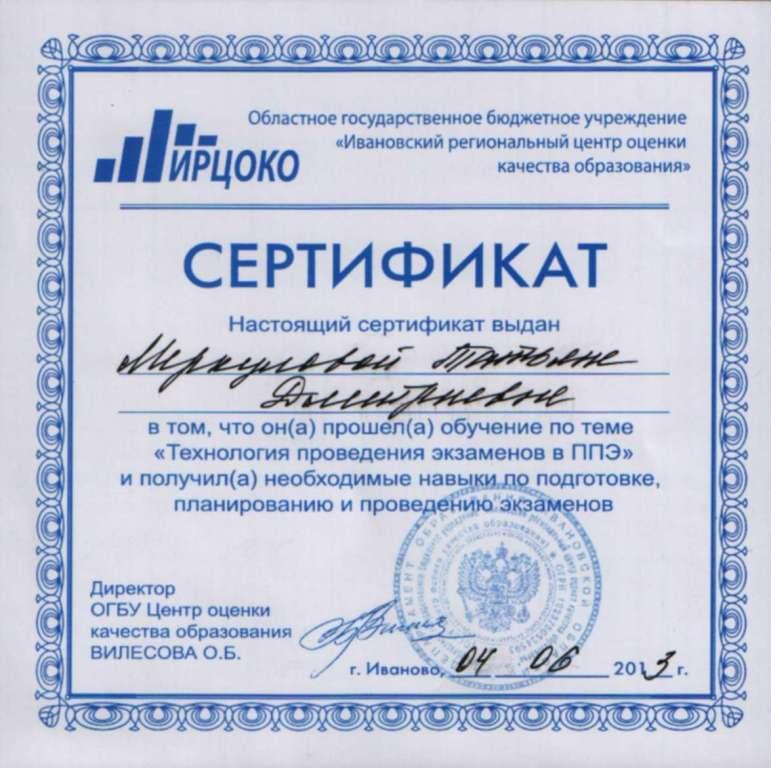 ИРЦОКО
Областное государственное бюджетное учреждение
«Ивановский региональный центр оценки
качества образования»
СЕРТИФИКАТ
Настоящий сертификат выдан
Меркуловой Татьяне
Дмитриевне
в том, что он(а) прошел(а) обучение по теме
«Технология проведения экзаменов в ППЭ»
и получил(а) необходимые навыки по подготовке,
планированию и проведению экзаменов
Директор
ОГБУ Центр оценки
качества образования
ВИЛЕСОВА О.Б.
г. Иваново, 04 06 2013 г.